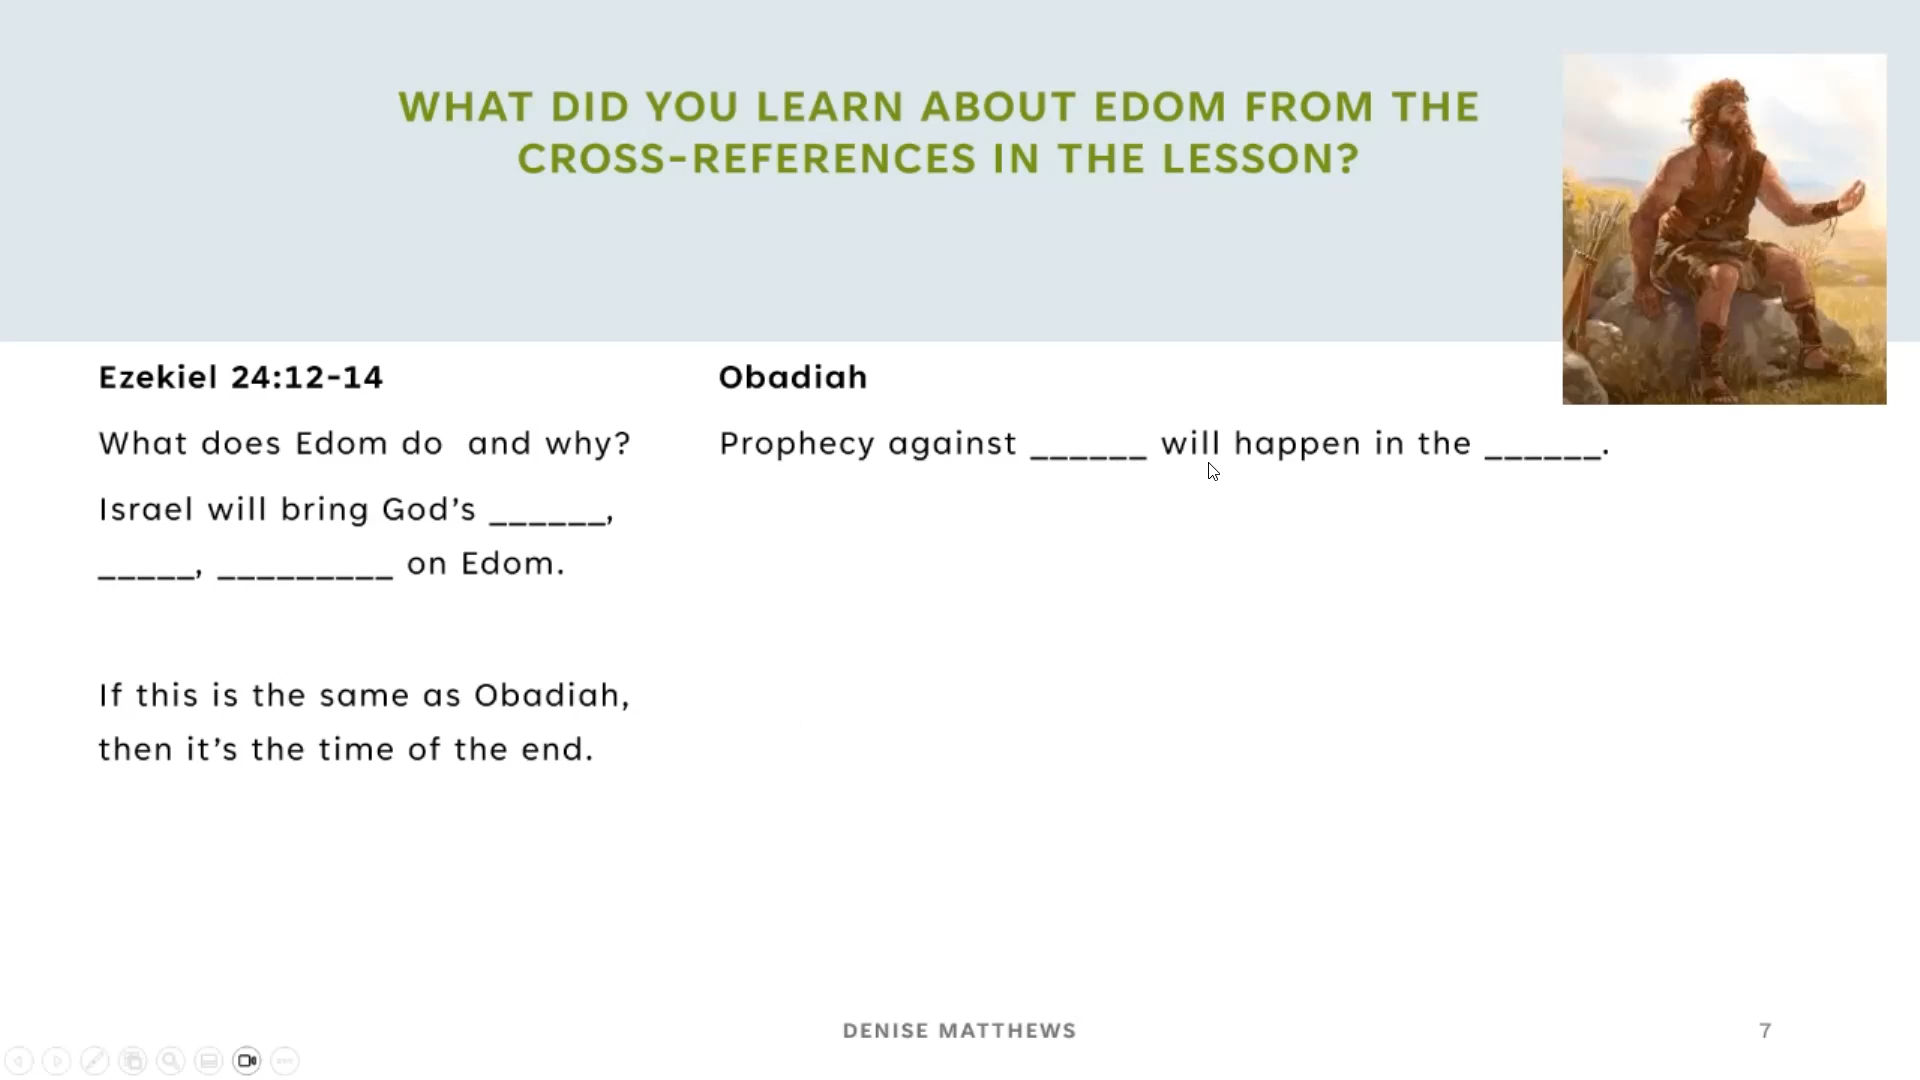 WHAT DID YOU LEARN ABOUT EDOM FROM THE
CROSS-REFERENCES IN THE LESSON?
Ezekiel 24:12-14
What does Edom do  and why?
Israel will bring God’s ______,
_____, _________ on Edom.
If this is the same as Obadiah,
then it’s the time of the end.
Obadiah
Prophecy against ______ will happen in the ______.
DENISE MATTHEWS
7